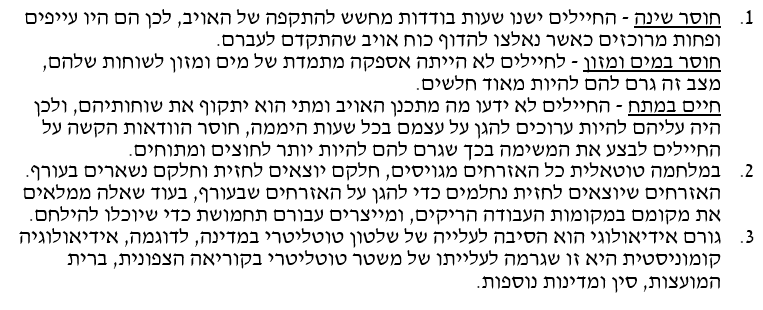 1. חוסר שינה - החיילים ישנו שעות בודדות מחשש להתקפה של האויב, לכן הם היו עייפים
ופחות מרוכזים כאשר נאלצו להדוף כוח אויב שהתקדם לעברם.
חוסר במים ומזון - לחיילים לא הייתה אספקה מתמדת של מים ומזון לשוחות שלהם,
מצב זה גרם להם להיות מאוד חלשים.
חיים במתח - החיילים לא ידעו מה מתכנן האויב ומתי הוא יתקוף את שוחותיהם, ולכן
היה עליהם להיות ערוכים להגן על עצמם בכל שעות היממה, חוסר הוודאות הקשה על
החיילים לבצע את המשימה בכך שגרם להם להיות יותר לחוצים ומתוחים.
2. במלחמה טוטאלית כל האזרחים מגויסים, חלקם יוצאים לחזית וחלקם נשארים בעורף.
האזרחים שיוצאים לחזית נחלמים כדי להגן על האזרחים שבעורף, בעוד שאלה ממלאים
את מקומם במקומות העבודה הריקים, ומייצרים עבורם תחמושת כדי שיוכלו להילחם.
3. גורם אידיאולוגי הוא הסיבה לעלייה של שלטון טוטליטרי במדינה, לדוגמה, אידיאולוגיה
קומוניסטית היא זו שגרמה לעלייתו של משטר טוטליטרי בקוריאה הצפונית, ברית
המועצות, סין ומדינות נוספות.